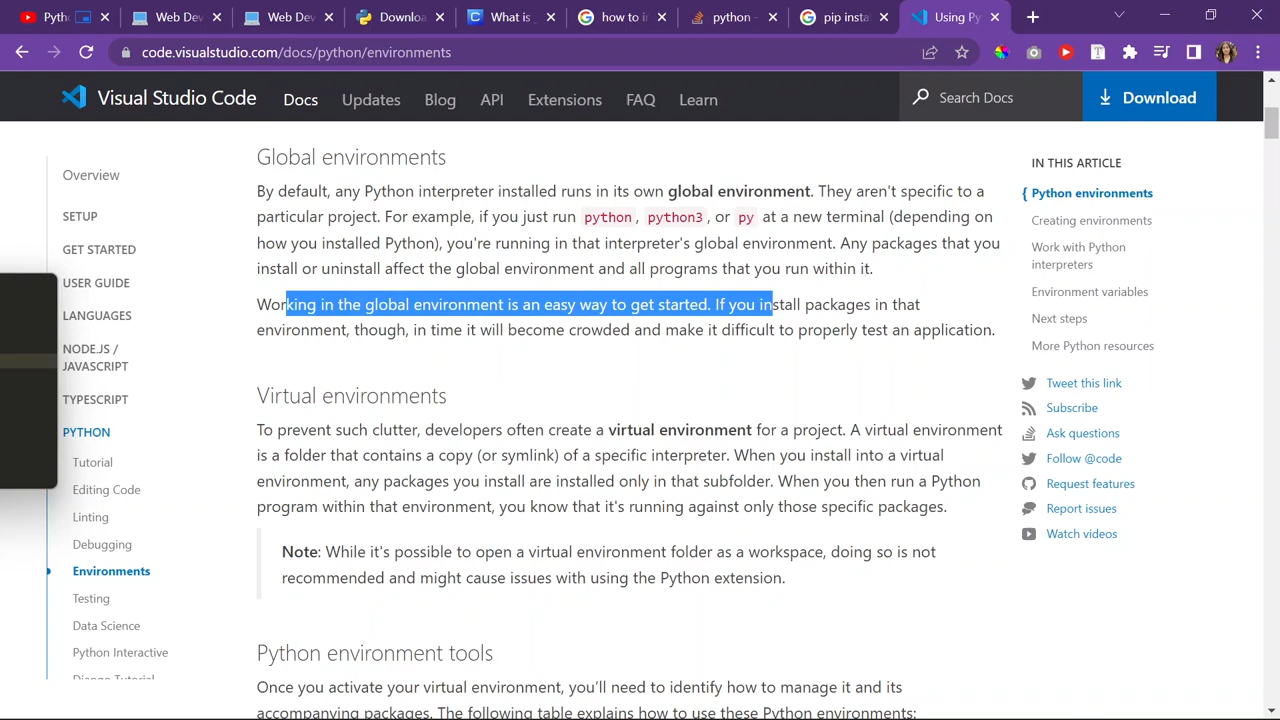 Pyth
Web Dev
Web Dev
Downloa
What is
how to i
python -
pip insta
Using Py
code.visualstudio.com/docs/python/environments
Visual Studio Code
Docs
Updates
Blog
API
Extensions
FAQ
Learn
Search Docs
Download
Overview
SETUP
GET STARTED
USER GUIDE
LANGUAGES
NODE.JS /
JAVASCRIPT
TYPESCRIPT
PYTHON
Tutorial
Editing Code
Linting
Debugging
Environments
Testing
Data Science
Python Interactive
Django Tutorial
Global environments
By default, any Python interpreter installed runs in its own global environment. They aren't specific to a
particular project. For example, if you just run python, python3, or py at a new terminal (depending on
how you installed Python), you're running in that interpreter's global environment. Any packages that you
install or uninstall affect the global environment and all programs that you run within it.
Working in the global environment is an easy way to get started. If you install packages in that
environment, though, in time it will become crowded and make it difficult to properly test an application.
Virtual environments
To prevent such clutter, developers often create a virtual environment for a project. A virtual environment
is a folder that contains a copy (or symlink) of a specific interpreter. When you install into a virtual
environment, any packages you install are installed only in that subfolder. When you then run a Python
program within that environment, you know that it's running against only those specific packages.
Note: While it's possible to open a virtual environment folder as a workspace, doing so is not
recommended and might cause issues with using the Python extension.
Python environment tools
Once you activate your virtual environment, you'll need to identify how to manage it and its
accompanying packages. The following table explains how to use these Python environments:
IN THIS ARTICLE
Python environments
Creating environments
Work with Python
interpreters
Environment variables
Next steps
More Python resources
Tweet this link
Subscribe
Ask questions
Follow @code
Request features
Report issues
Watch videos